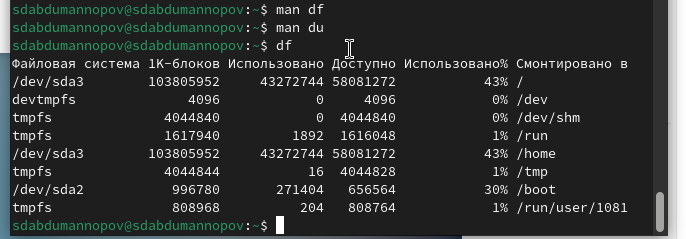 sdabdumannopov@sdabdumannopov:~$ man df
sdabdumannopov@sdabdumannopov:~$ man du
sdabdumannopov@sdabdumannopov:~$ df
Файловая система 1K-блоков Использовано Доступно Использовано% Смонтировано в
/dev/sda3 103805952 43272744 58081272 43% /
devtmpfs 4096 0 4096 0% /dev
tmpfs 4044840 0 4044840 0% /dev/shm
tmpfs 1617940 1892 1616048 1% /run
/dev/sda3 103805952 43272744 58081272 43% /home
tmpfs 4044844 16 4044828 1% /tmp
/dev/sda2 996780 271404 656564 30% /boot
tmpfs 808968 204 808764 1% /run/user/1081
sdabdumannopov@sdabdumannopov:~$